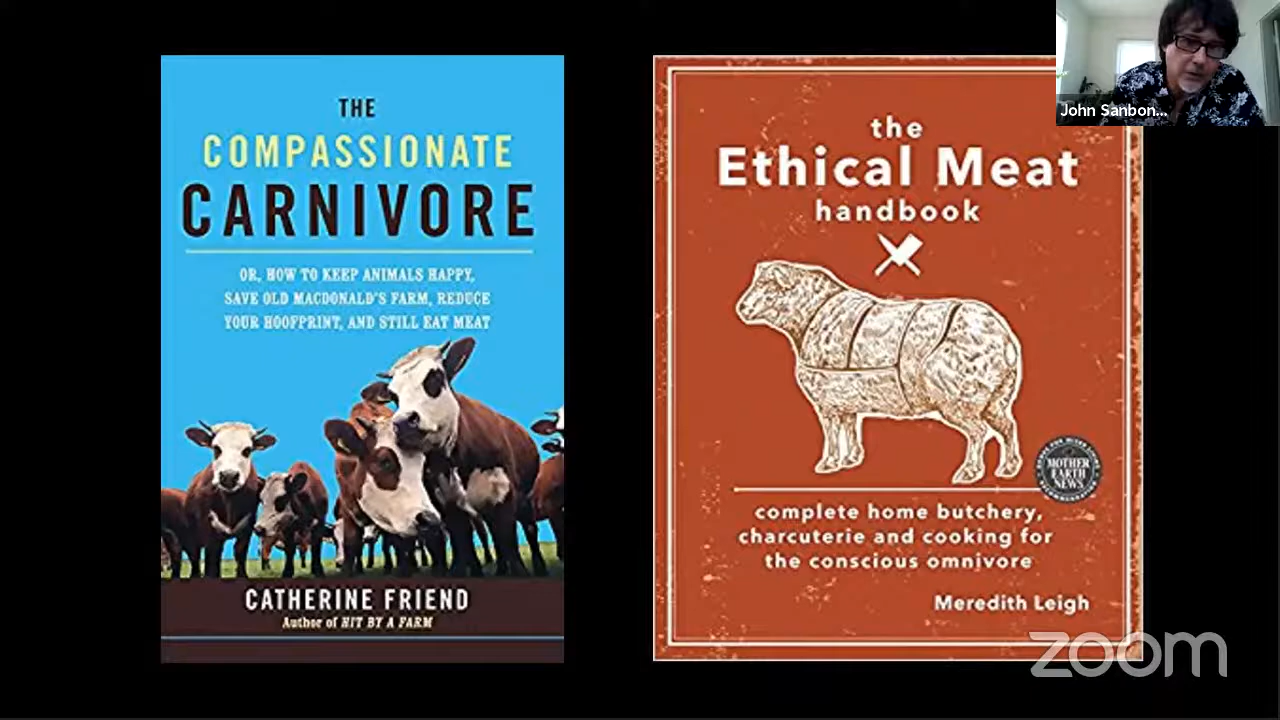 THE
COMPASSIONATE
CARNIVORE
OR, HOW TO KEEP ANIMALS HAPPY,
SAVE OLD MACDONALD'S FARM, REDUCE
YOUR HOOFPRINT, AND STILL EAT MEAT
CATHERINE FRIEND
Author of HIT BY A FARM
the
Ethical Meat
handbook
MOTHER
EARTH
NEWS
complete home butchery,
charcuterie and cooking for
the conscious omnivore
Meredith Leigh
John Sanbon...
zoom